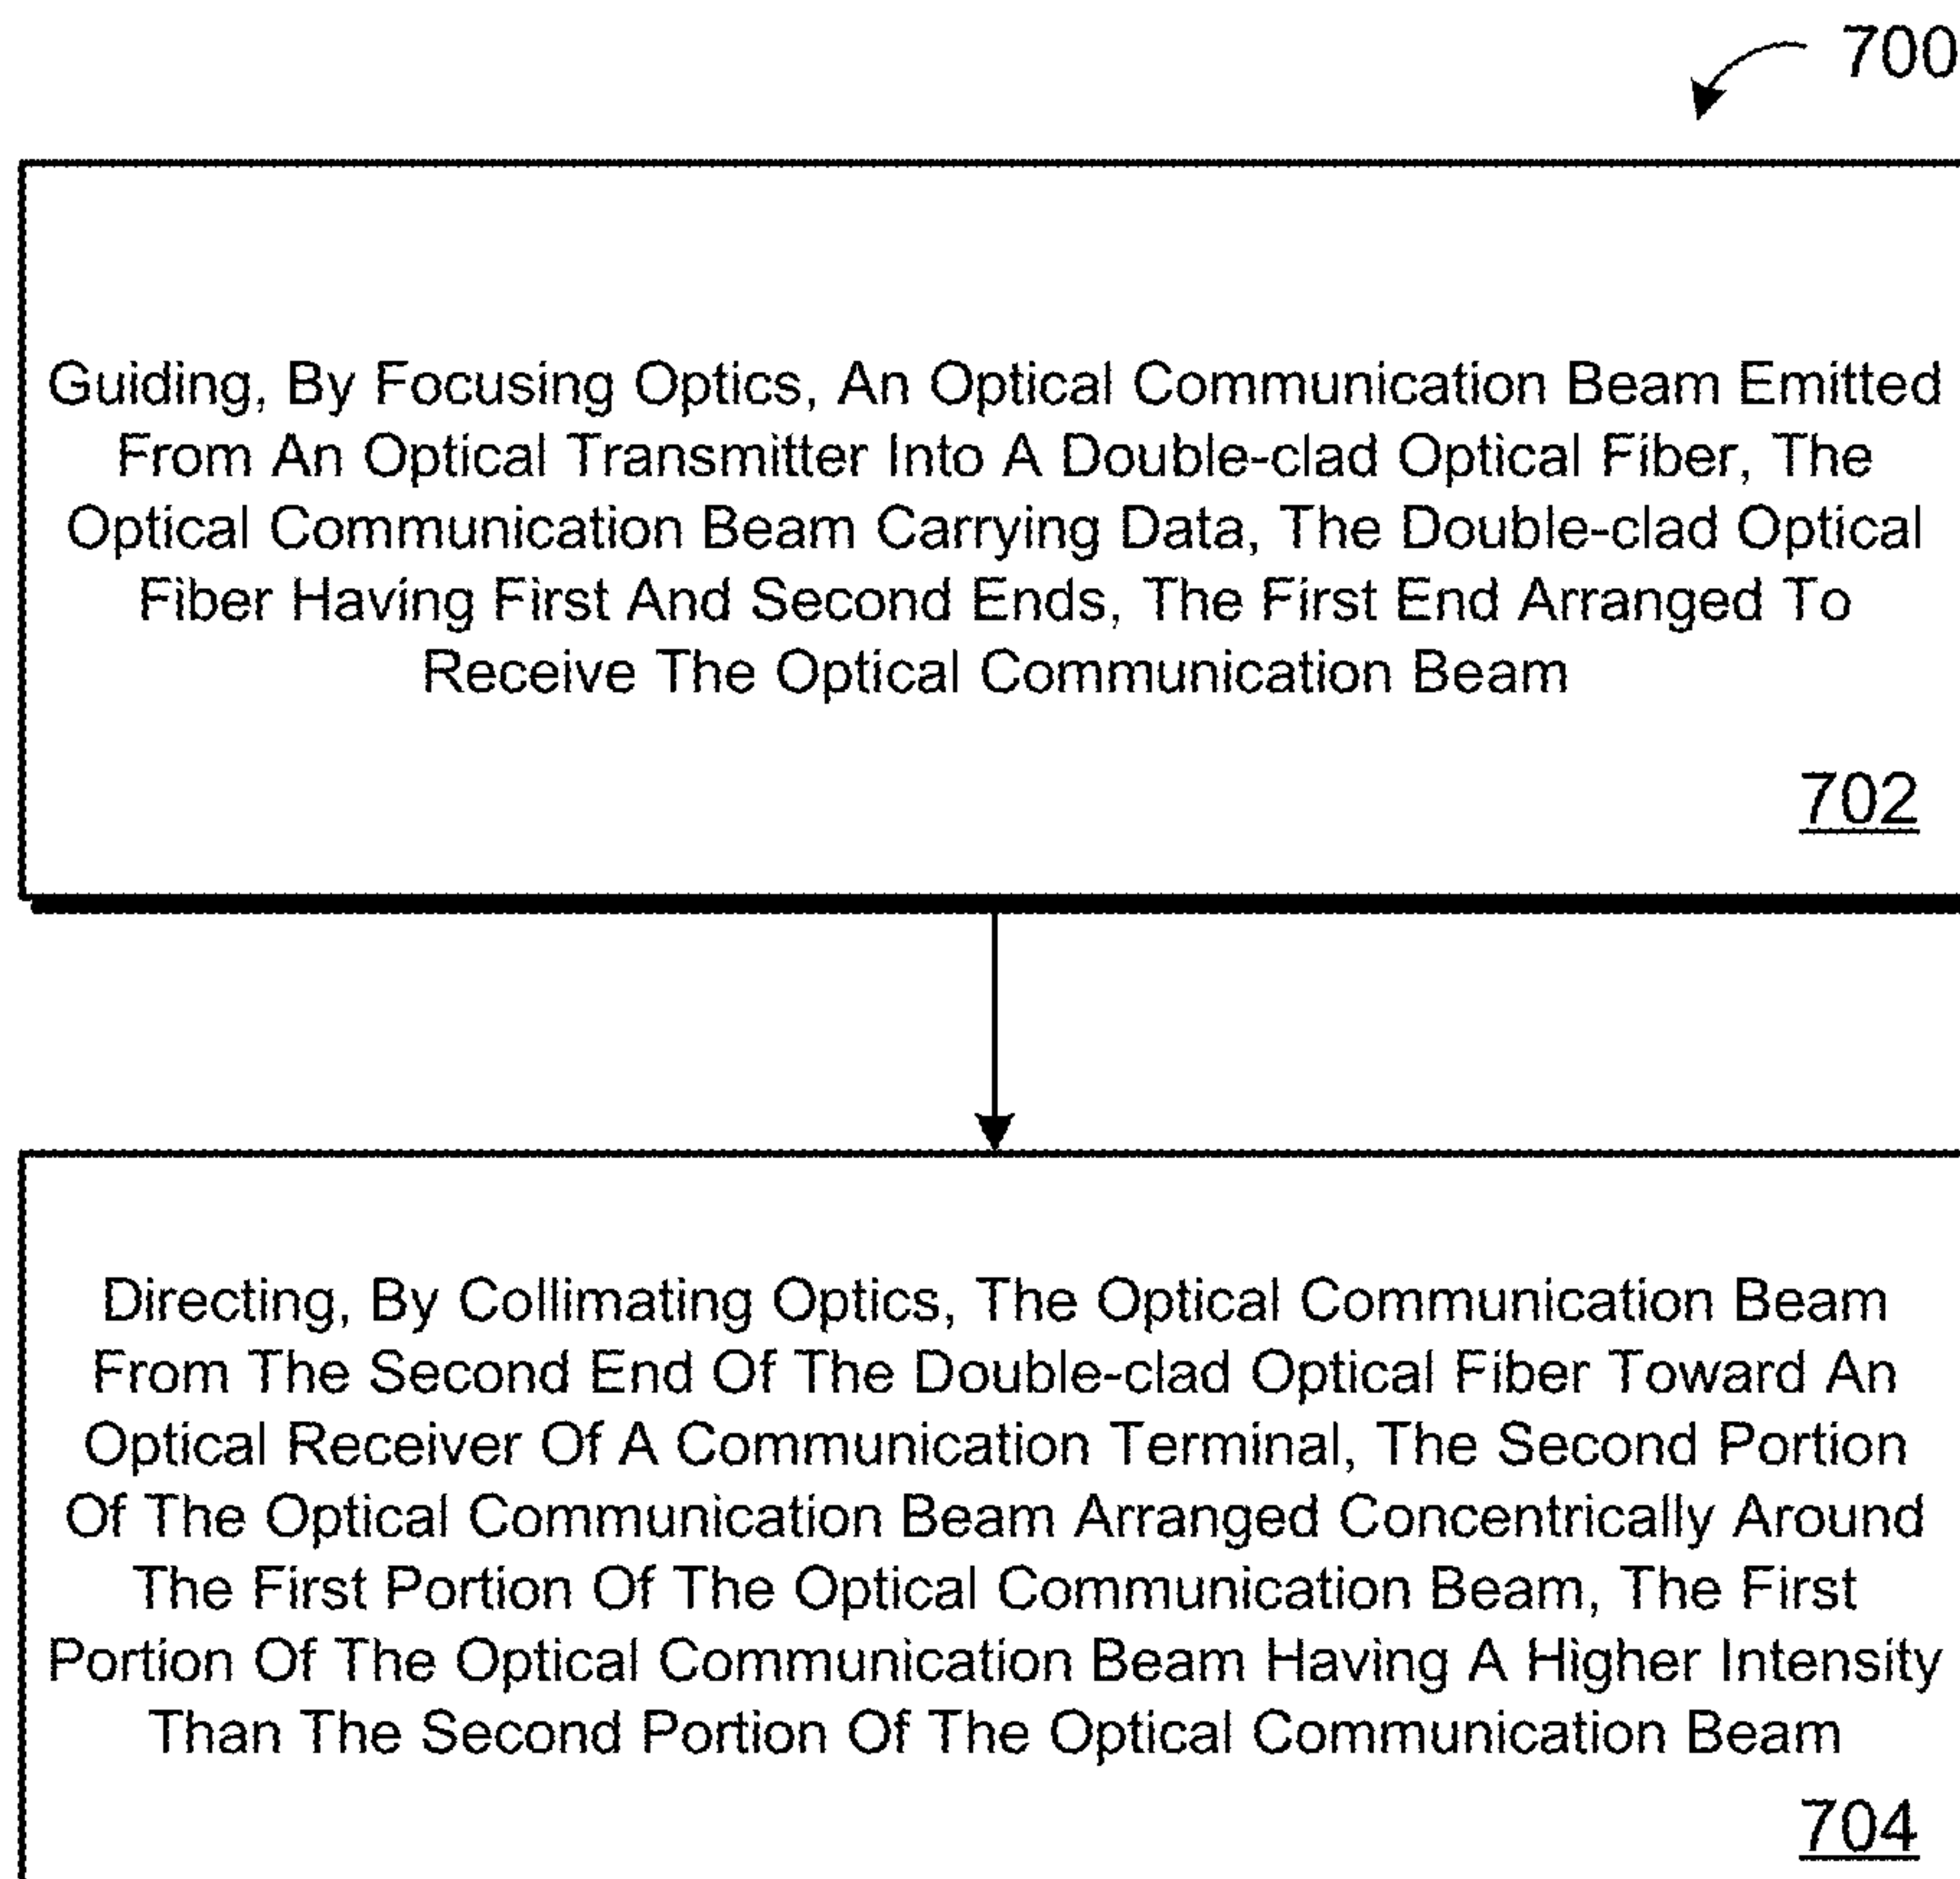 700
Guiding, By Focusing Optics, An Optical Communication Beam Emitted
From An Optical Transmitter Into A Double-clad Optical Fiber, The
Optical Communication Beam Carrying Data, The Double-clad Optical
Fiber Having First And Second Ends, The First End Arranged To
Receive The Optical Communication Beam
702
Directing, By Collimating Optics, The Optical Communication Beam
From The Second End Of The Double-clad Optical Fiber Toward An
Optical Receiver Of A Communication Terminal, The Second Portion
Of The Optical Communication Beam Arranged Concentrically Around
The First Portion Of The Optical Communication Beam, The First
Portion Of The Optical Communication Beam Having A Higher Intensity
Than The Second Portion Of The Optical Communication Beam
704